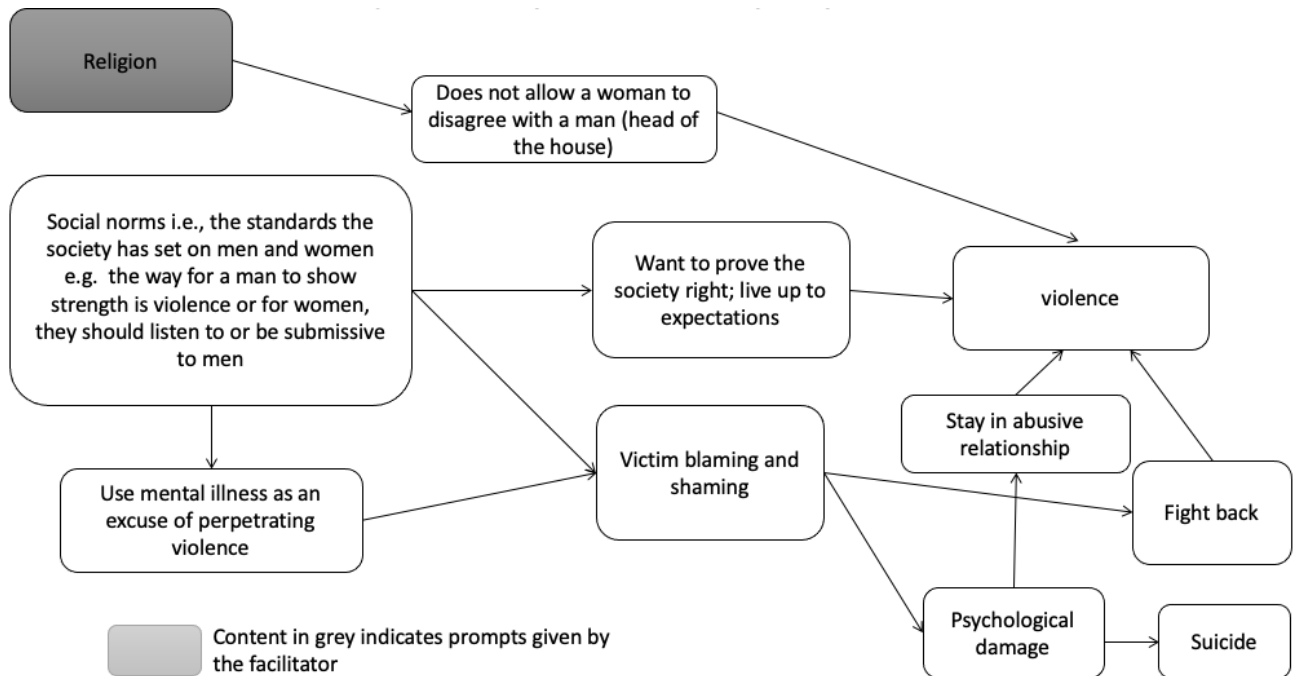 Religion
Does not allow a woman to
disagree with a man (head of
the house)
Social norms i.e., the standards the
society has set on men and women
e.g.  the way for a man to show
strength is violence or for women,
they should listen to or be submissive
to men
Want to prove the
society right; live up to
expectations
violence
Stay in abusive
relationship
Victim blaming and
shaming
Use mental illness as an
excuse of perpetrating
violence
Fight back
Psychological
damage
Suicide
Content in grey indicates prompts given by
the facilitator